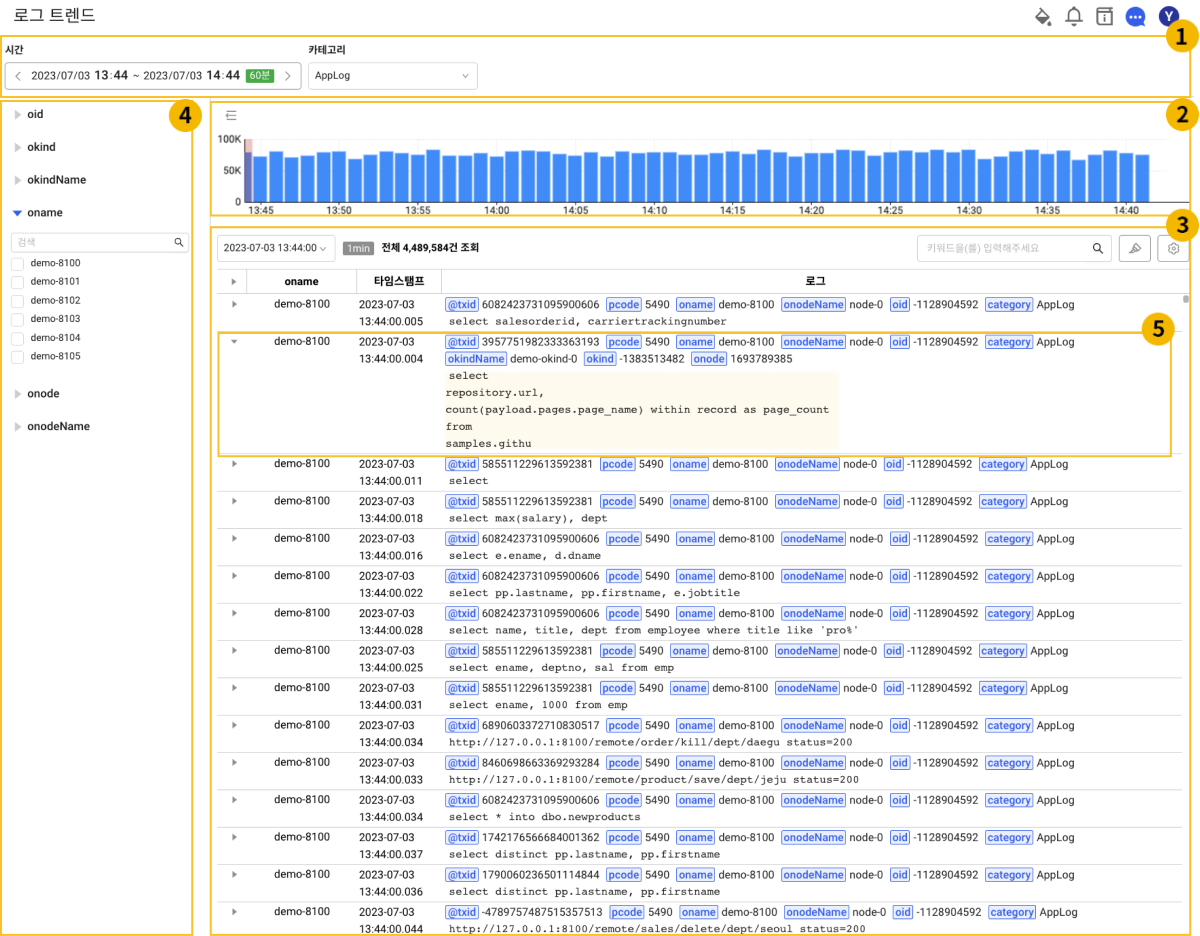 로그 트렌드
Y
1
시간
카테고리
2023/07/03 13:44 ~ 2023/07/03 14:44 60분
AppLog
4
oid
okind
okindName
oname
검색
demo-8100
demo-8101
demo-8102
demo-8103
demo-8104
demo-8105
onode
onodeName
2
100K
50K
0
13:45 13:50 13:55 14:00 14:05 14:10 14:15 14:20 14:25 14:30 14:35 14:40
3
2023-07-03 13:44:00 1min 전체 4,489,584건 조회
키워드을(를) 입력해주세요
oname 타임스탬프 로그
demo-8100 2023-07-03 @txid 6082423731095900606 pcode 5490 oname demo-8100 onodeName node-0 oid -1128904592 category AppLog
13:44:00.005 select salesorderid, carriertrackingnumber
5
demo-8100 2023-07-03 @txid 3957751982333363193 pcode 5490 oname demo-8100 onodeName node-0 oid -1128904592 category AppLog
13:44:00.004 okindName demo-okind-0 okind -1383513482 onode 1693789385
select
repository.url,
count(payload.pages.page_name) within record as page_count
from
samples.githu
demo-8100 2023-07-03 @txid 585511229613592381 pcode 5490 oname demo-8100 onodeName node-0 oid -1128904592 category AppLog
13:44:00.011 select
demo-8100 2023-07-03 @txid 585511229613592381 pcode 5490 oname demo-8100 onodeName node-0 oid -1128904592 category AppLog
13:44:00.018 select max(salary), dept
demo-8100 2023-07-03 @txid 6082423731095900606 pcode 5490 oname demo-8100 onodeName node-0 oid -1128904592 category AppLog
13:44:00.016 select e.ename, d.dname
demo-8100 2023-07-03 @txid 6082423731095900606 pcode 5490 oname demo-8100 onodeName node-0 oid -1128904592 category AppLog
13:44:00.022 select pp.lastname, pp.firstname, e.jobtitle
demo-8100 2023-07-03 @txid 6082423731095900606 pcode 5490 oname demo-8100 onodeName node-0 oid -1128904592 category AppLog
13:44:00.028 select name, title, dept from employee where title like 'pro%'
demo-8100 2023-07-03 @txid 585511229613592381 pcode 5490 oname demo-8100 onodeName node-0 oid -1128904592 category AppLog
13:44:00.025 select ename, deptno, sal from emp
demo-8100 2023-07-03 @txid 585511229613592381 pcode 5490 oname demo-8100 onodeName node-0 oid -1128904592 category AppLog
13:44:00.031 select ename, 1000 from emp
demo-8100 2023-07-03 @txid 6890603372710830517 pcode 5490 oname demo-8100 onodeName node-0 oid -1128904592 category AppLog
13:44:00.034 http://127.0.0.1:8100/remote/order/kill/dept/daegu status=200
demo-8100 2023-07-03 @txid 8460698663369293284 pcode 5490 oname demo-8100 onodeName node-0 oid -1128904592 category AppLog
13:44:00.033 http://127.0.0.1:8100/remote/product/save/dept/jeju status=200
demo-8100 2023-07-03 @txid 6082423731095900606 pcode 5490 oname demo-8100 onodeName node-0 oid -1128904592 category AppLog
13:44:00.034 select * into dbo.newproducts
demo-8100 2023-07-03 @txid 1742176566684001362 pcode 5490 oname demo-8100 onodeName node-0 oid -1128904592 category AppLog
13:44:00.037 select distinct pp.lastname, pp.firstname
demo-8100 2023-07-03 @txid 1790060236501114844 pcode 5490 oname demo-8100 onodeName node-0 oid -1128904592 category AppLog
13:44:00.036 select distinct pp.lastname, pp.firstname
demo-8100 2023-07-03 @txid -4789757487515357513 pcode 5490 oname demo-8100 onodeName node-0 oid -1128904592 category AppLog
13:44:00.044 http://127.0.0.1:8100/remote/sales/delete/dept/seoul status=200